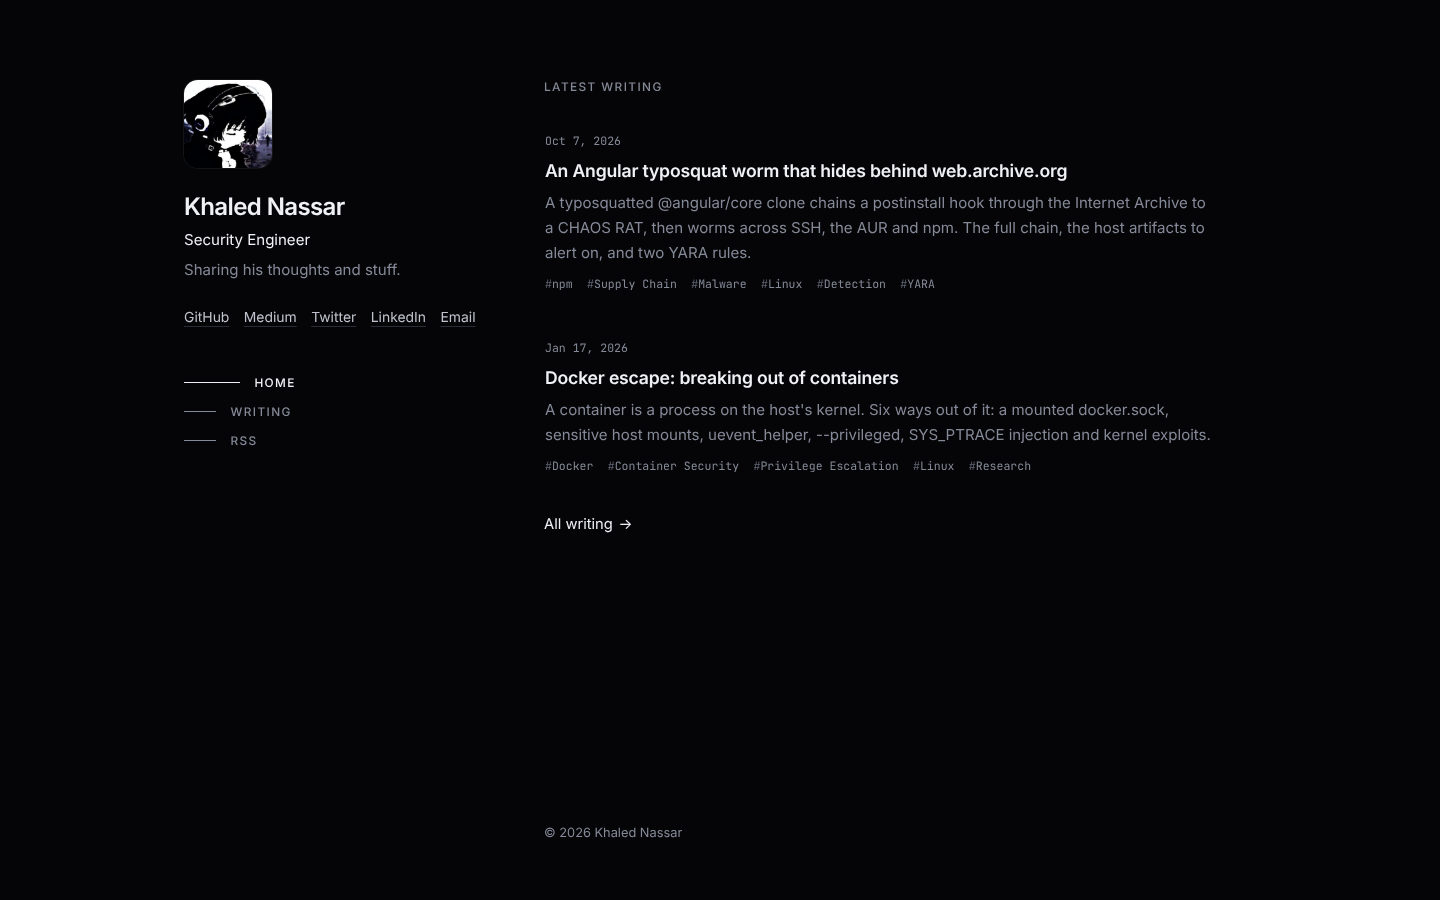 Khaled Nassar
Security Engineer
Sharing his thoughts and stuff.
GitHub Medium Twitter LinkedIn Email
HOME
WRITING
RSS
LATEST WRITING
Oct 7, 2026
An Angular typosquat worm that hides behind web.archive.org
A typosquatted @angular/core clone chains a postinstall hook through the Internet Archive to
a CHAOS RAT, then worms across SSH, the AUR and npm. The full chain, the host artifacts to
alert on, and two YARA rules.
#npm #Supply Chain #Malware #Linux #Detection #YARA
Jan 17, 2026
Docker escape: breaking out of containers
A container is a process on the host's kernel. Six ways out of it: a mounted docker.sock,
sensitive host mounts, uevent_helper, --privileged, SYS_PTRACE injection and kernel exploits.
#Docker #Container Security #Privilege Escalation #Linux #Research
All writing →
© 2026 Khaled Nassar